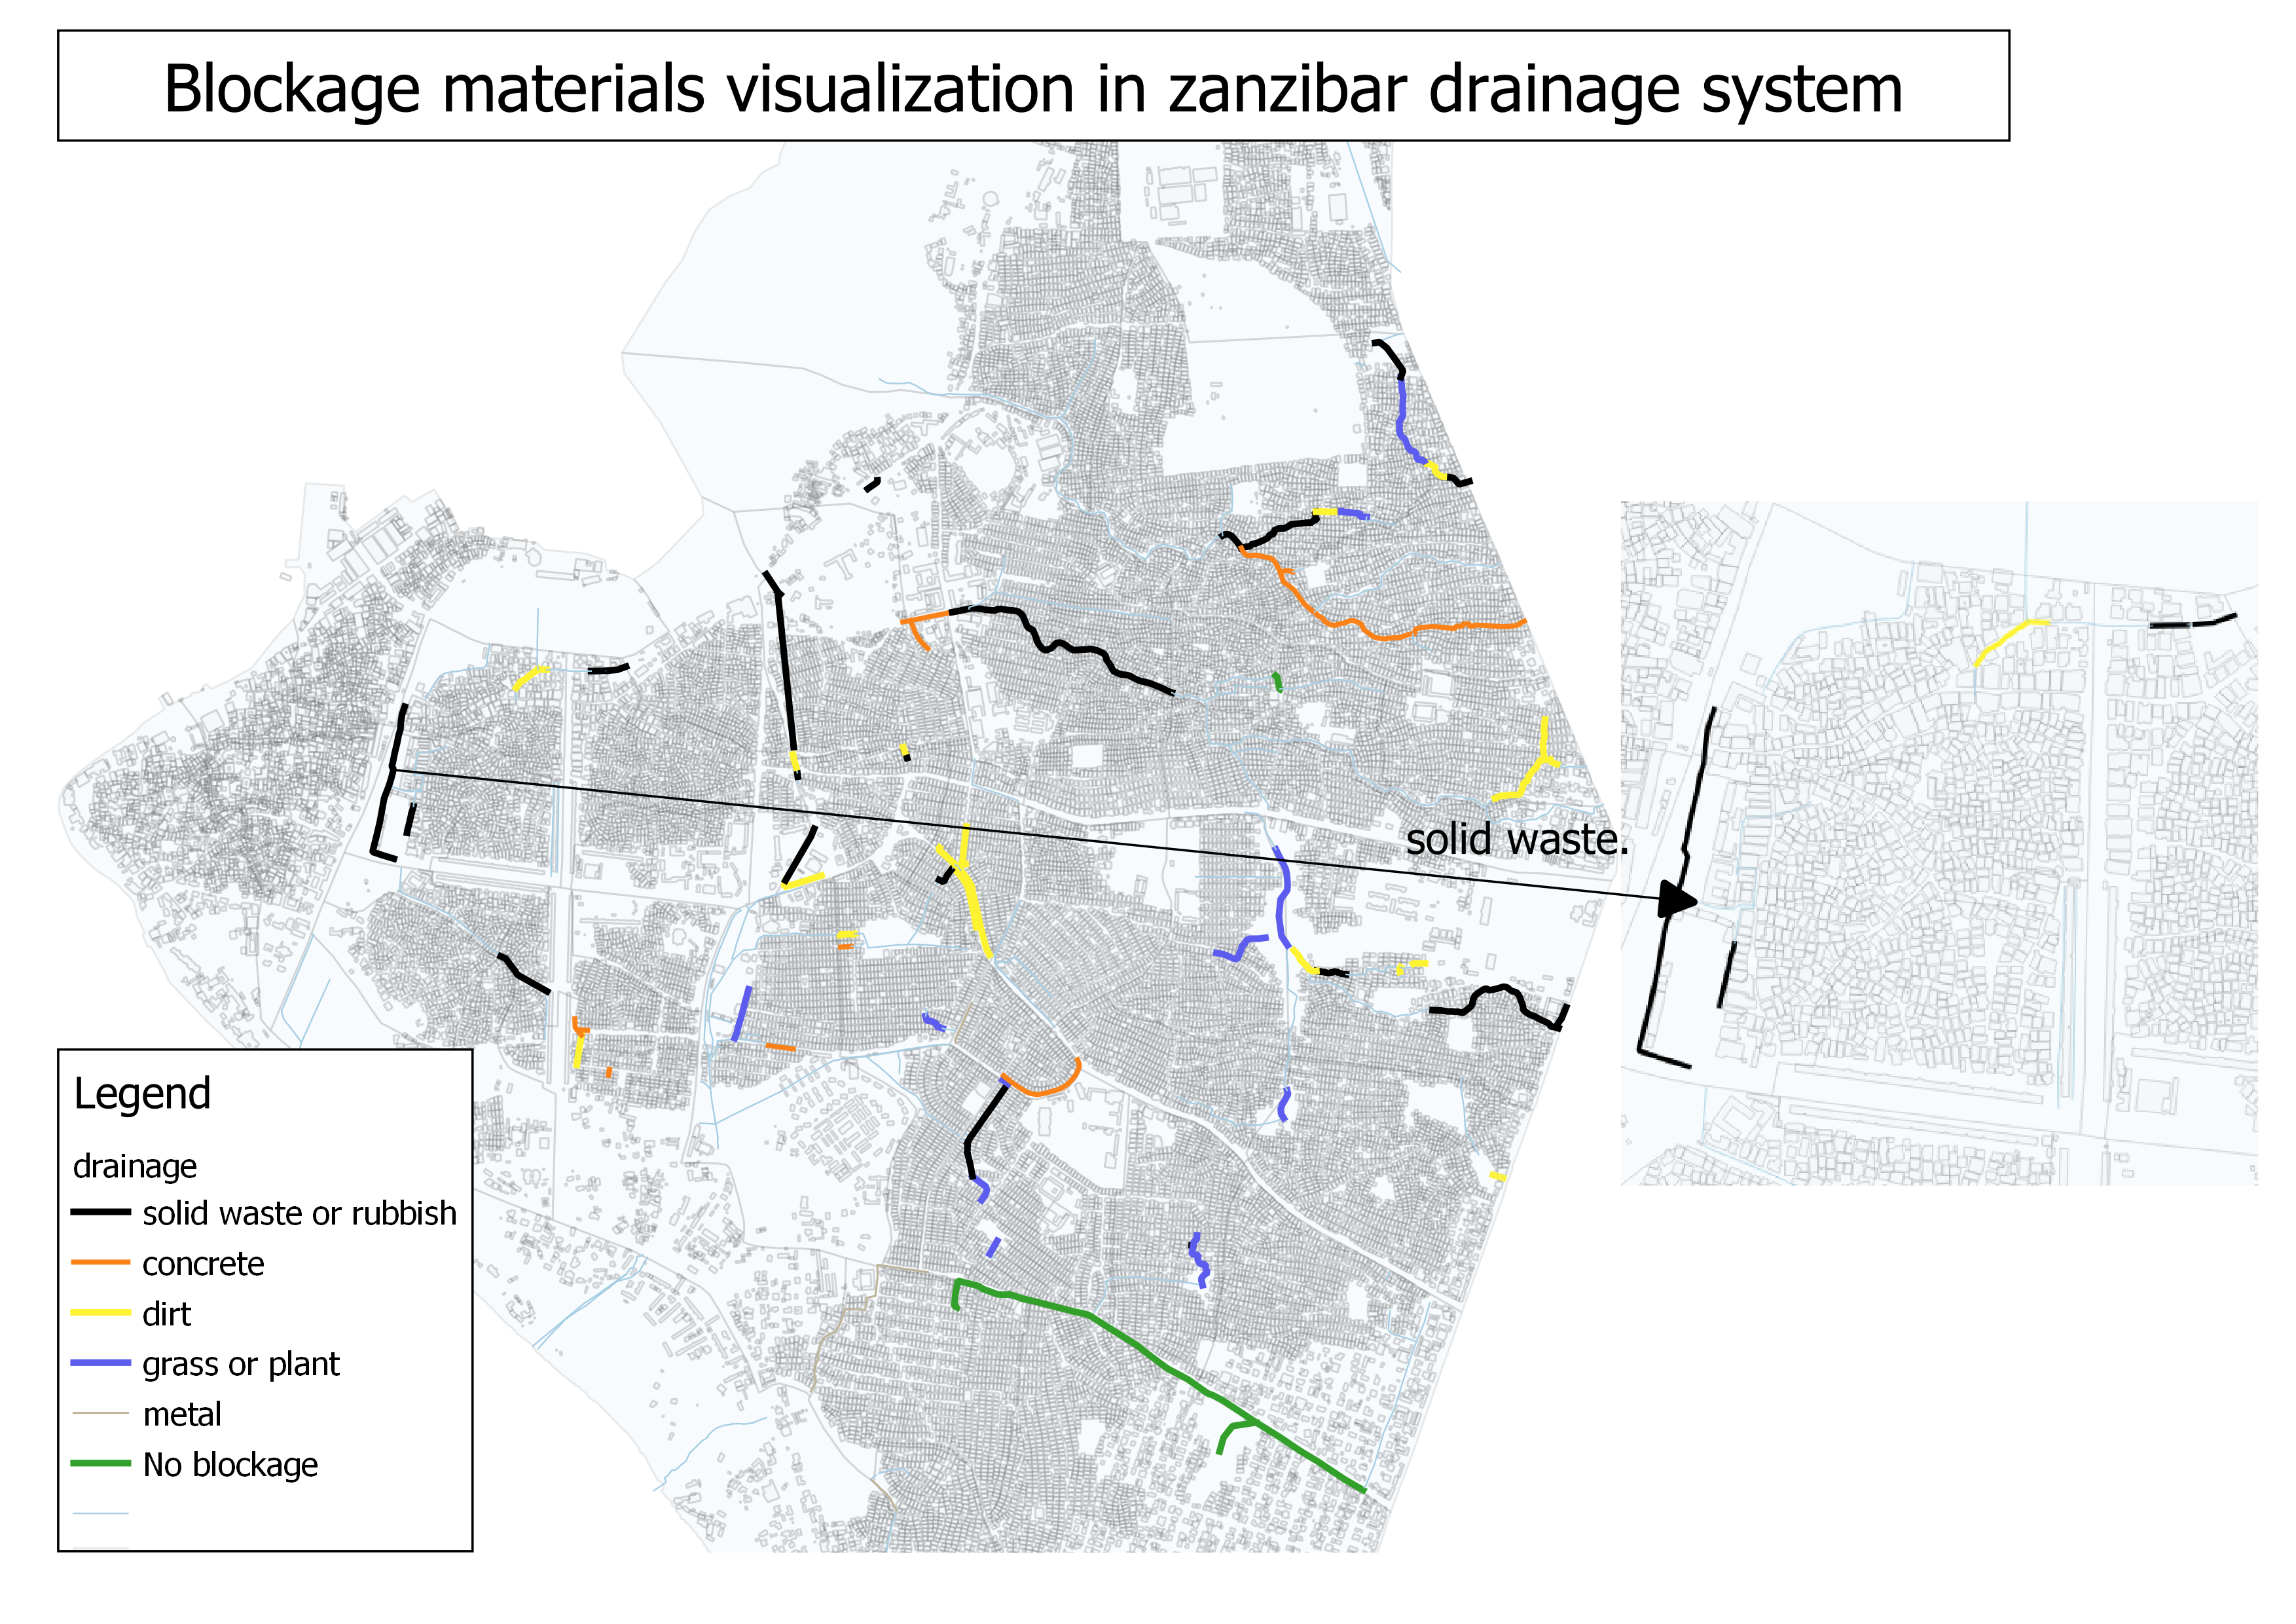 Blockage materials visualization in zanzibar drainage system
solid waste.
Legend
drainage
solid waste or rubbish
concrete
dirt
grass or plant
metal
No blockage